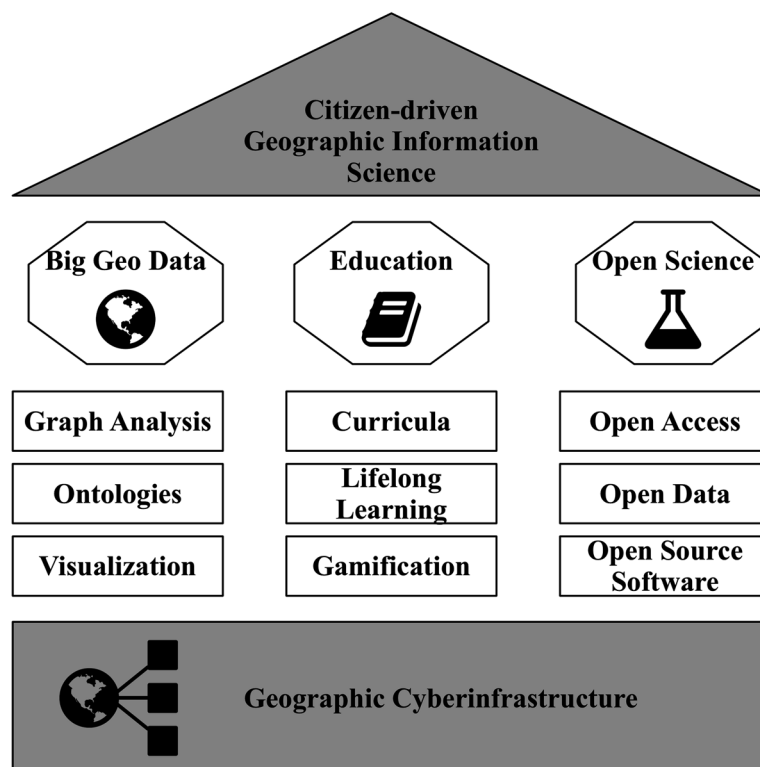 Citizen-driven
Geographic Information
Science
Big Geo Data
Education
Open Science
Graph Analysis
Curricula
Open Access
Ontologies
Lifelong
Learning
Open Data
Visualization
Gamification
Open Source
Software
Geographic Cyberinfrastructure